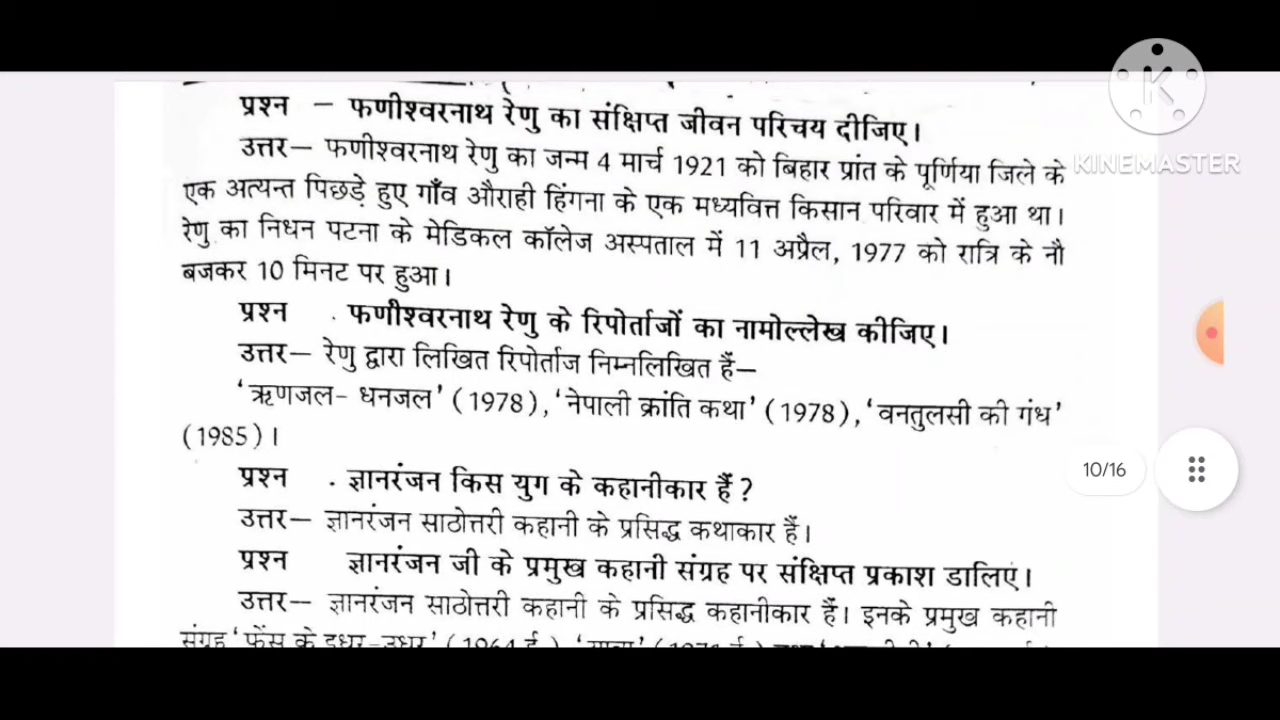 प्रश्न – फणीश्वरनाथ रेणु का संक्षिप्त जीवन परिचय दीजिए।
उत्तर– फणीश्वरनाथ रेणु का जन्म 4 मार्च 1921 को बिहार प्रांत के पूर्णिया जिले के
एक अत्यन्त पिछड़े हुए गाँव औराही हिंगना के एक मध्यवित्त किसान परिवार में हुआ था।
रेणु का निधन पटना के मेडिकल कॉलेज अस्पताल में 11 अप्रैल, 1977 को रात्रि के नौ
बजकर 10 मिनट पर हुआ।
प्रश्न . फणीश्वरनाथ रेणु के रिपोर्ताजों का नामोल्लेख कीजिए।
उत्तर– रेणु द्वारा लिखित रिपोर्ताज निम्नलिखित हैं–
‘ऋणजल- धनजल’ (1978), ‘नेपाली क्रांति कथा’ (1978), ‘वनतुलसी की गंध’
(1985)।
प्रश्न . ज्ञानरंजन किस युग के कहानीकार हैं ?
उत्तर– ज्ञानरंजन साठोत्तरी कहानी के प्रसिद्ध कथाकार हैं।
प्रश्न ज्ञानरंजन जी के प्रमुख कहानी संग्रह पर संक्षिप्त प्रकाश डालिएं।
उत्तर– ज्ञानरंजन साठोत्तरी कहानी के प्रसिद्ध कहानीकार हैं। इनके प्रमुख कहानी
संग्रह ‘फेंस के इधर-उधर’ (1964 ई.),
K
KINEMASTER
10/16